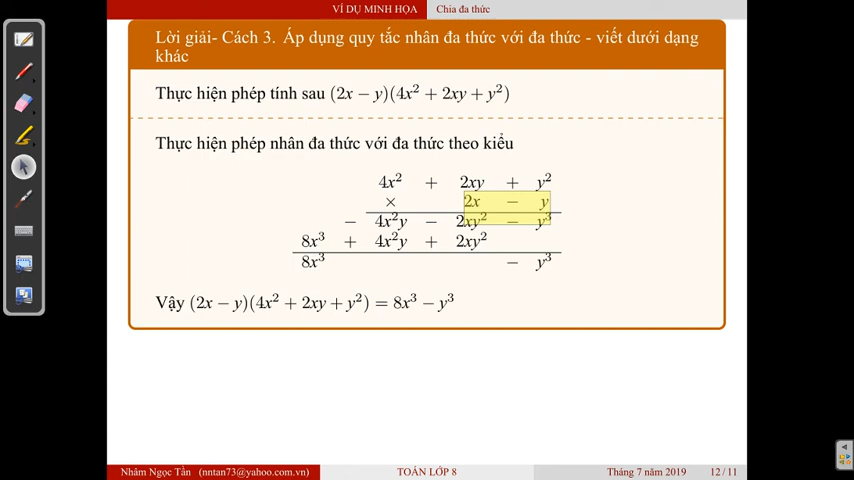 VÍ DỤ MINH HỌA Chia đa thức
Lời giải- Cách 3. Áp dụng quy tắc nhân đa thức với đa thức - viết dưới dạng
khác
Thực hiện phép tính sau (2x − y)(4x² + 2xy + y²)
Thực hiện phép nhân đa thức với đa thức theo kiểu
4x² + 2xy + y²
× 2x − y
− 4x²y − 2xy² − y³
8x³ + 4x²y + 2xy²
8x³ − y³
Vậy (2x − y)(4x² + 2xy + y²) = 8x³ − y³
Nhâm Ngọc Tần (nntan73@yahoo.com.vn) TOÁN LỚP 8 Tháng 7 năm 2019 12 / 11